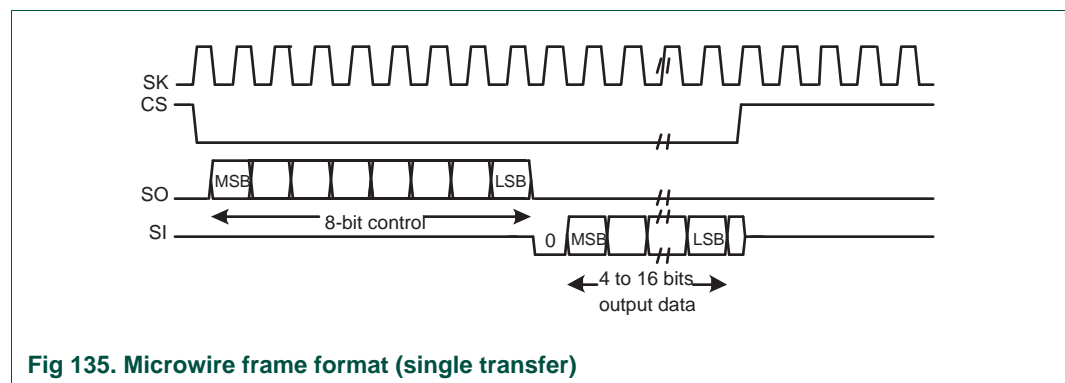 SK
CS
SO
MSB
LSB
8-bit control
SI
0
MSB
LSB
4 to 16 bits
output data
Fig 135. Microwire frame format (single transfer)